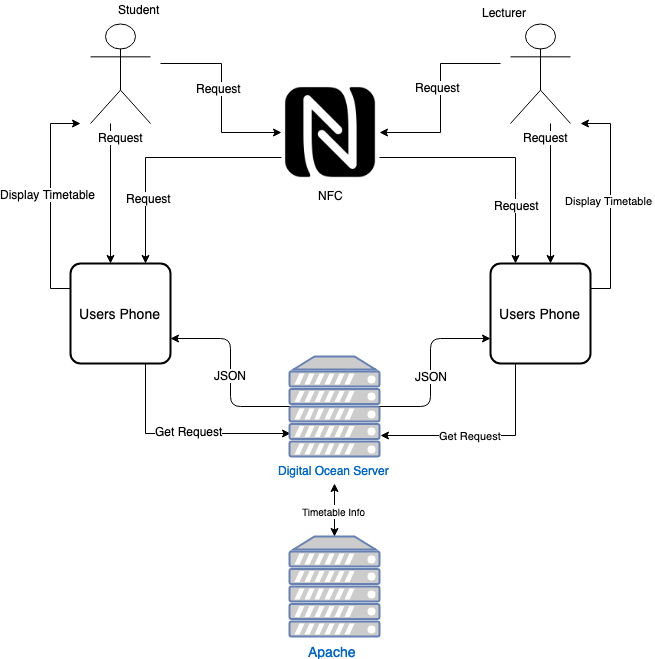 Student
Lecturer
Request
Request
Request
Request
NFC
Display Timetable
Request
Request
Display Timetable
Users Phone
Users Phone
JSON
JSON
Get Request
Get Request
Digital Ocean Server
Timetable Info
Apache